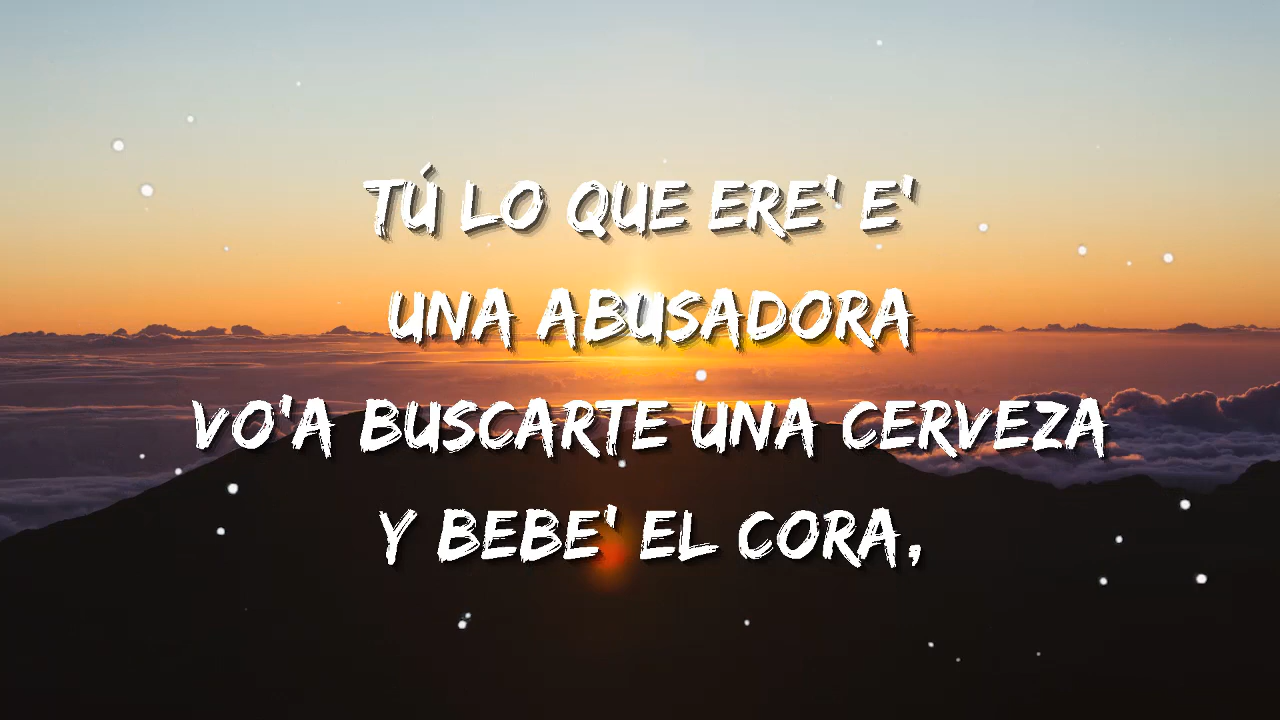 TÚ LO QUE ERE' E'
UNA ABUSADORA
VO'A BUSCARTE UNA CERVEZA
Y BEBE' EL CORA,